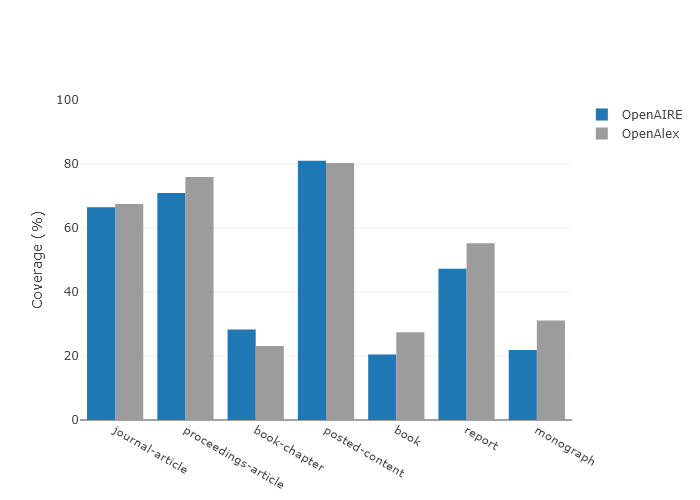 100
80
60
40
20
0
Coverage (%)
journal-article
proceedings-article
book-chapter
posted-content
book
report
monograph
OpenAIRE
OpenAlex